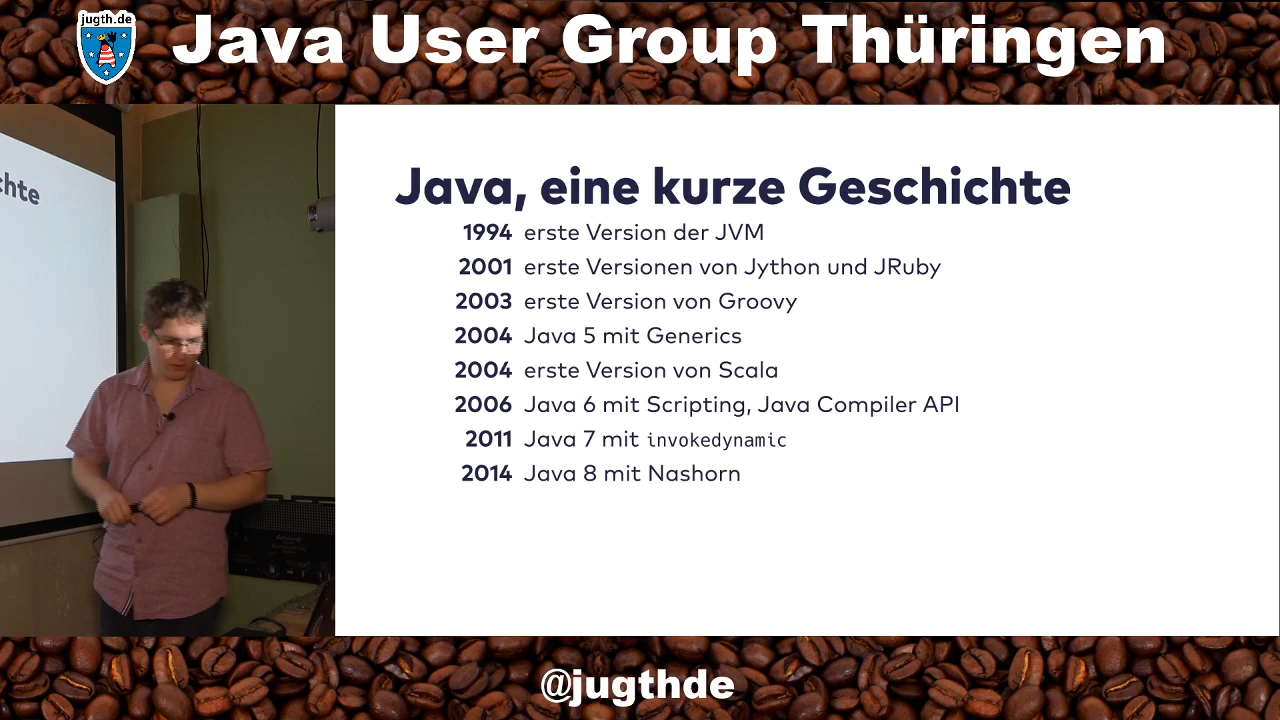 jugth.de
Java User Group Thüringen
chte
Java, eine kurze Geschichte
1994 erste Version der JVM
2001 erste Versionen von Jython und JRuby
2003 erste Version von Groovy
2004 Java 5 mit Generics
2004 erste Version von Scala
2006 Java 6 mit Scripting, Java Compiler API
2011 Java 7 mit invokedynamic
2014 Java 8 mit Nashorn
@jugthde